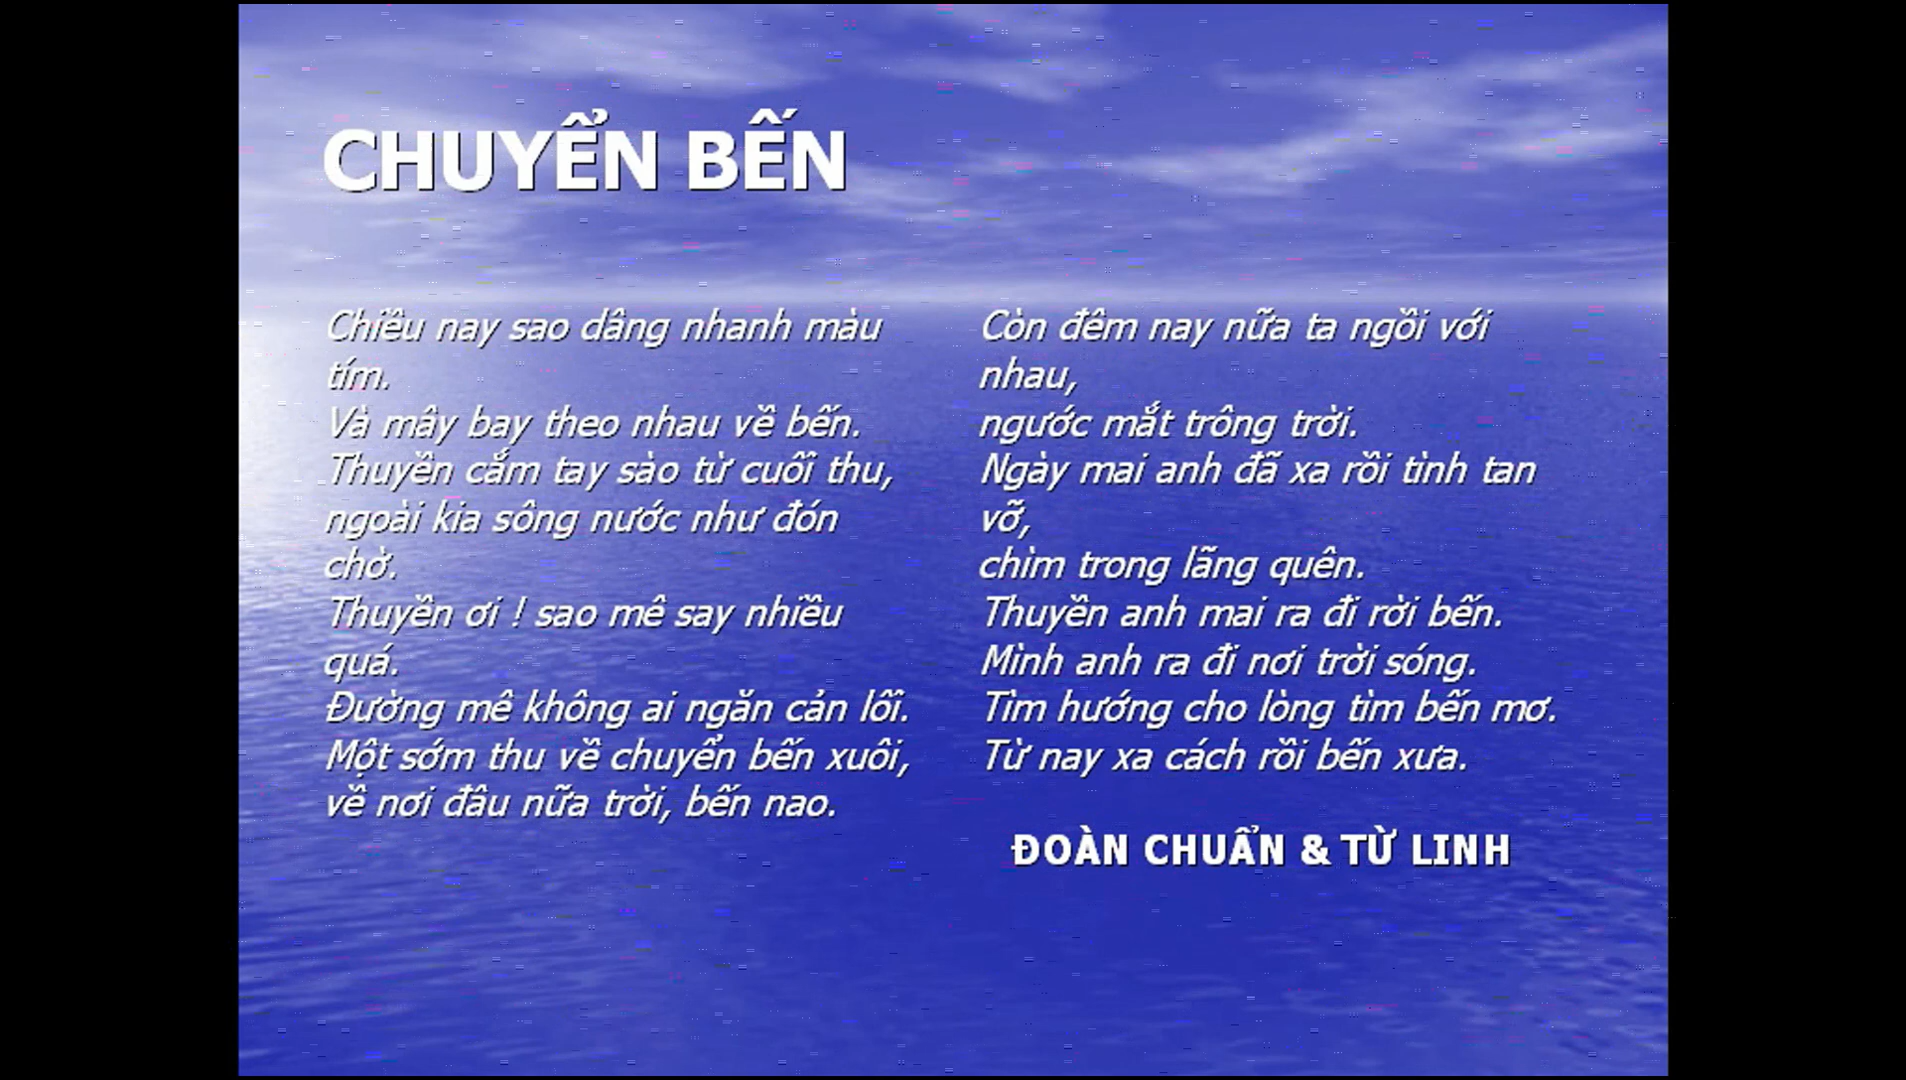 CHUYỂN BẾN
Chiều nay sao dâng nhanh màu
tím.
Và mây bay theo nhau về bến.
Thuyền cắm tay sào từ cuối thu,
ngoài kia sông nước như đón
chờ.
Thuyền ơi ! sao mê say nhiều
quá.
Đường mê không ai ngăn cản lối.
Một sớm thu về chuyển bến xuôi,
về nơi đâu nữa trời, bến nao.
Còn đêm nay nữa ta ngồi với
nhau,
ngước mắt trông trời.
Ngày mai anh đã xa rồi tình tan
vỡ,
chìm trong lãng quên.
Thuyền anh mai ra đi rời bến.
Mình anh ra đi nơi trời sóng.
Tìm hướng cho lòng tìm bến mơ.
Từ nay xa cách rồi bến xưa.
ĐOÀN CHUẨN & TỪ LINH